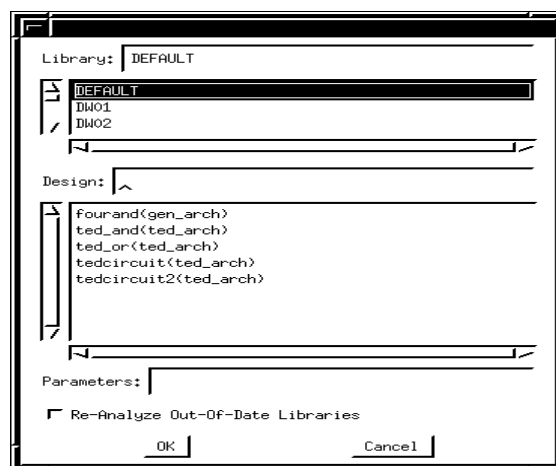 Library: DEFAULT
DEFAULT
DW01
DW02
Design:
fourand(gen_arch)
ted_and(ted_arch)
ted_or(ted_arch)
tedcircuit(ted_arch)
tedcircuit2(ted_arch)
Parameters:
Re-Analyze Out-Of-Date Libraries
OK Cancel